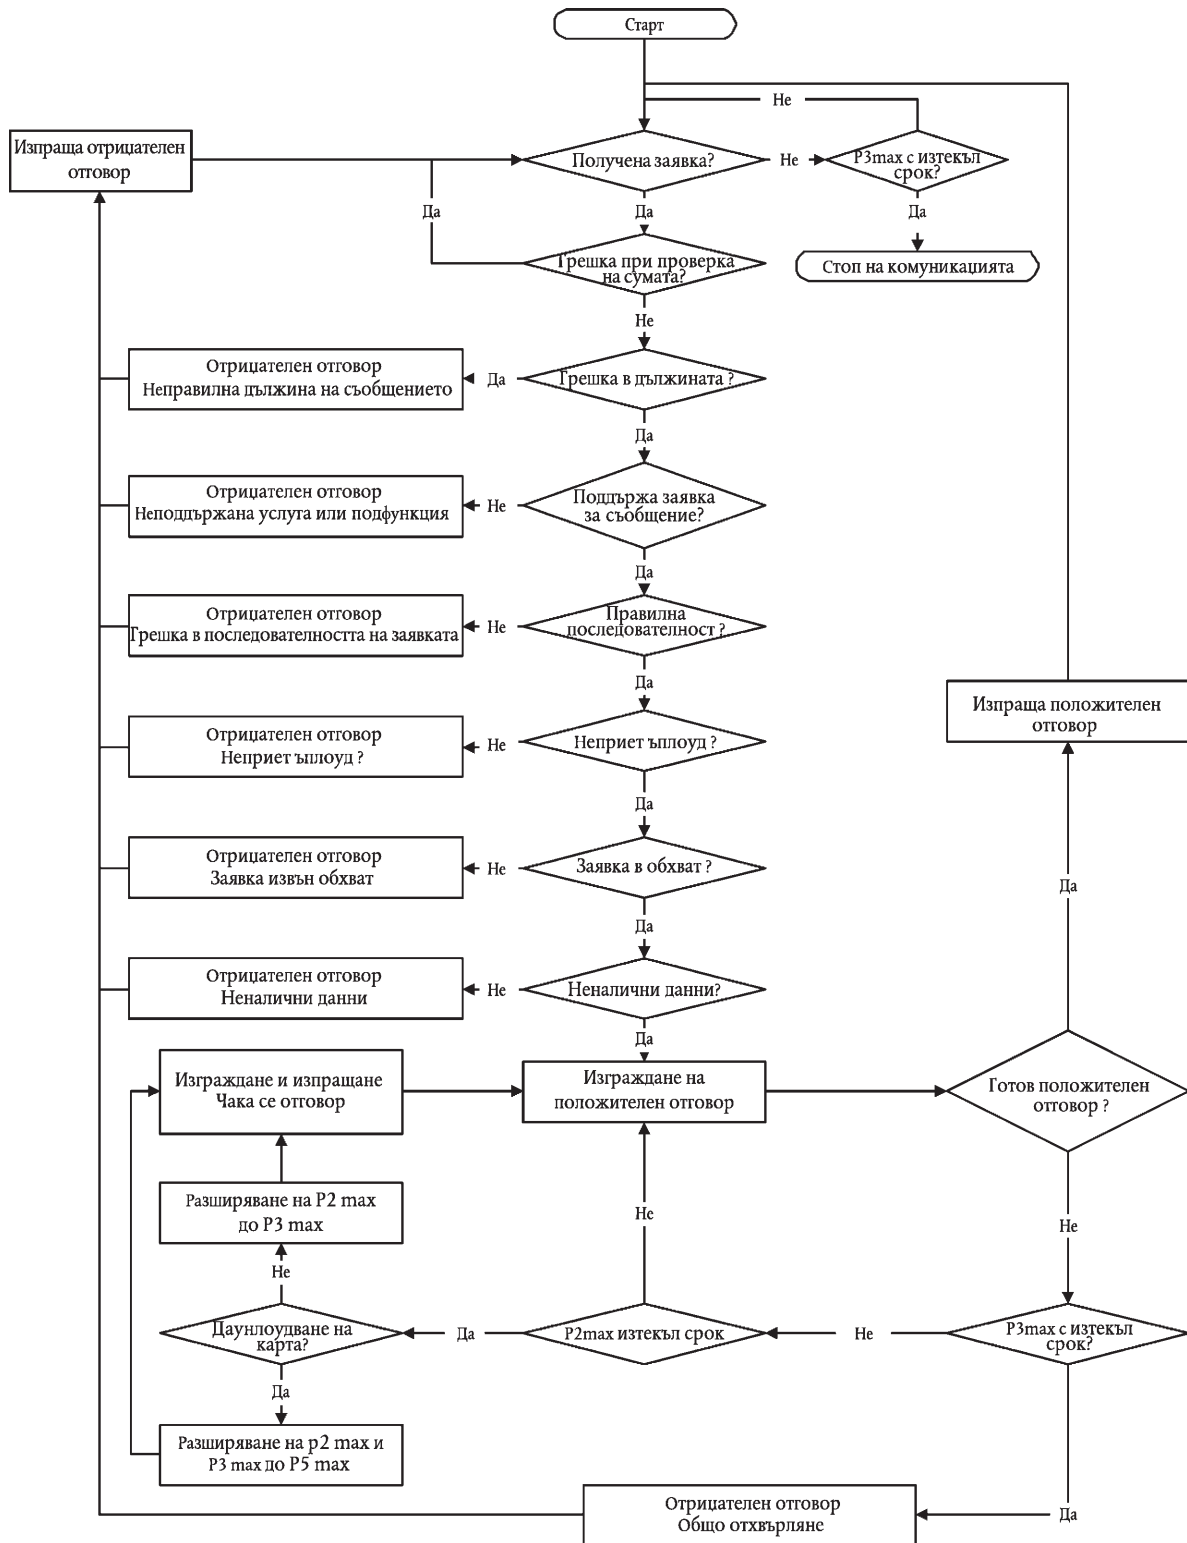 Старт
Не
Изпраща отрицателен
отговор
Получена заявка?
Не
P3max с изтекъл
срок?
Да
Да
Да
Грешка при проверка
на сумата?
Стоп на комуникацията
Не
Отрицателен отговор
Неправилна дължина на съобщението
Да
Грешка в дължината ?
Да
Отрицателен отговор
Неподдържана услуга или подфункция
Не
Поддържа заявка
за съобщение?
Да
Отрицателен отговор
Грешка в последователността на заявката
Не
Правилна
последователност ?
Да
Изпраща положителен
отговор
Отрицателен отговор
Неприет ъплоуд ?
Не
Неприет ъплоуд ?
Да
Отрицателен отговор
Заявка извън обхват
Не
Заявка в обхват ?
Да
Да
Отрицателен отговор
Неналични данни
Не
Неналични данни?
Да
Изграждане и изпращане
Чака се отговор
Изграждане на
положителен отговор
Готов положителен
отговор ?
Разширяване на P2 max
до P3 max
Не
Не
Не
Даунлоудване на
карта?
Да
P2max изтекъл срок
Не
P3max с изтекъл
срок?
Да
Разширяване на p2 max и
P3 max до P5 max
Отрицателен отговор
Общо отхвърляне
Да